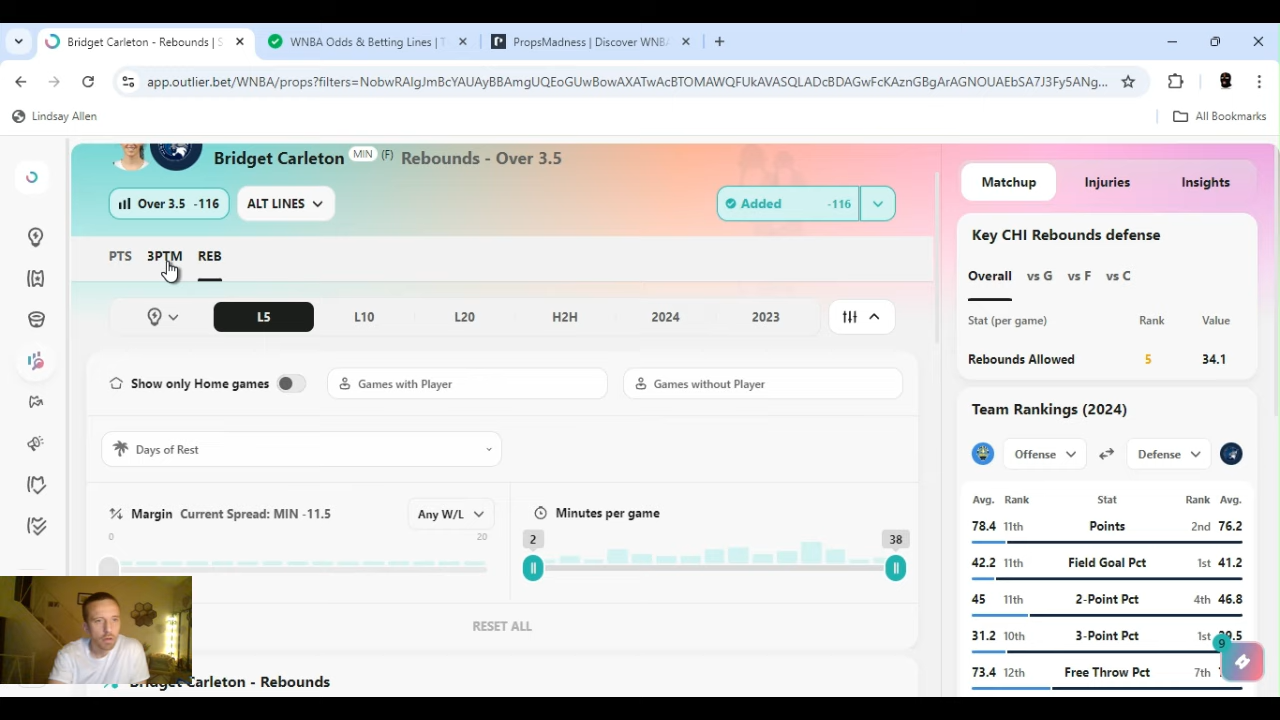 Bridget Carleton - Rebounds | S
WNBA Odds & Betting Lines | T
PropsMadness | Discover WNB
app.outlier.bet/WNBA/props?filters=NobwRAlgJmBcYAUAyBBAmgUQEoGUwBowAXATwAcBTOMAWQFUkAVASQLADcBDAGwFcKAznGBgArAGNOUAEbSA7J3Fy5ANg...
Lindsay Allen
All Bookmarks
Bridget Carleton MIN (F) Rebounds - Over 3.5
Over 3.5 -116 ALT LINES
Added -116
PTS 3PTM REB
L5 L10 L20 H2H 2024 2023
Show only Home games
Games with Player
Games without Player
Days of Rest
Margin Current Spread: MIN -11.5
Any W/L
0 20
Minutes per game
2 38
RESET ALL
Carleton - Rebounds
Matchup Injuries Insights
Key CHI Rebounds defense
Overall vs G vs F vs C
Stat (per game) Rank Value
Rebounds Allowed 5 34.1
Team Rankings (2024)
Offense Defense
Avg. Rank Stat Rank Avg.
78.4 11th Points 2nd 76.2
42.2 11th Field Goal Pct 1st 41.2
45 11th 2-Point Pct 4th 46.8
31.2 10th 3-Point Pct 1st
9
73.4 12th Free Throw Pct 7th